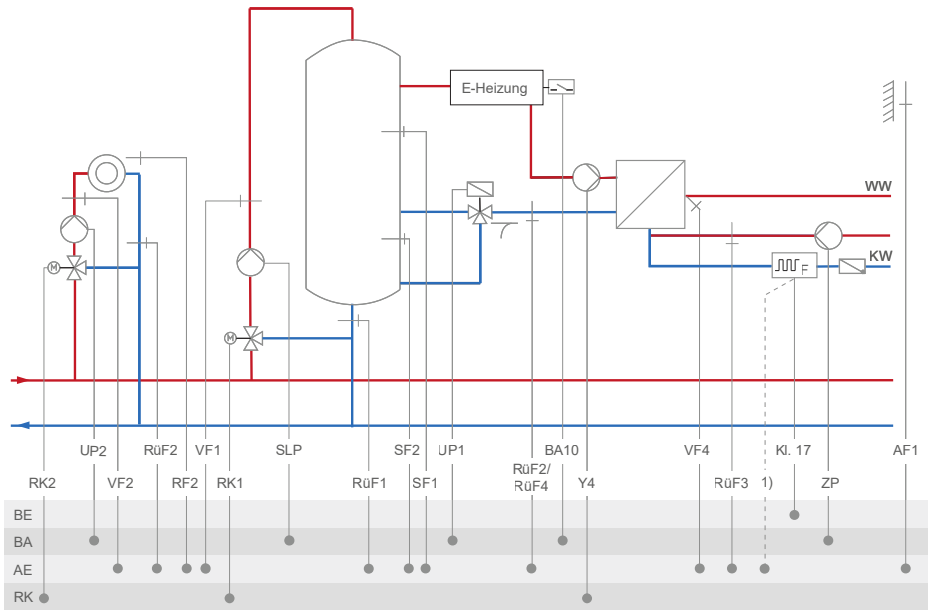 E-Heizung
WW
KW
M
M
F
UP2
RüF2
VF1
SLP
SF2
UP1
BA10
VF4
Kl. 17
AF1
RK2
VF2
RF2
RK1
RüF1
SF1
RüF2/
RüF4
Y4
RüF3
1)
ZP
BE
BA
AE
RK